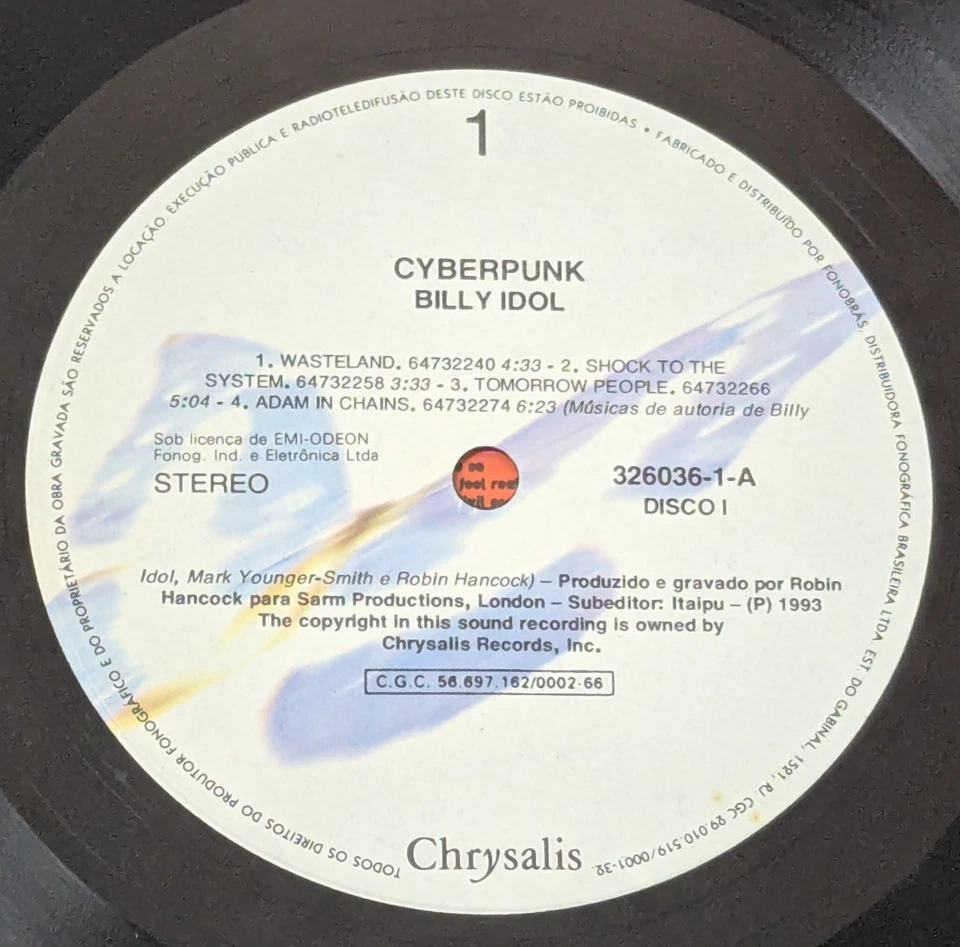 1
CYBERPUNK
BILLY IDOL
1. WASTELAND. 64732240 4:33 - 2. SHOCK TO THE
SYSTEM. 64732258 3:33 - 3. TOMORROW PEOPLE. 64732266
5:04 - 4. ADAM IN CHAINS. 64732274 6:23 (Músicas de autoria de Billy
Sob licença de EMI-ODEON
Fonog. Ind. e Eletrônica Ltda
STEREO
326036-1-A
DISCO I
Idol, Mark Younger-Smith e Robin Hancock) – Produzido e gravado por Robin
Hancock para Sarm Productions, London – Subeditor: Itaipu – (P) 1993
The copyright in this sound recording is owned by
Chrysalis Records, Inc.
C.G.C. 56.697.162/0002-66
Chrysalis
TODOS OS DIREITOS DO PRODUTOR FONOGRÁFICO E DO PROPRIETÁRIO DA OBRA GRAVADA SÃO RESERVADOS A LOCAÇÃO. EXECUÇÃO PÚBLICA E RADIOTELEDIFUSÃO DESTE DISCO ESTÃO PROIBIDAS • FABRICADO E DISTRIBUÍDO POR FONOBRÁS, DISTRIBUIDORA FONOGRÁFICA BRASILEIRA LTDA. EST. DO GABINAL, 1521, RJ. CGC 29.010.519/0001-32.
feel